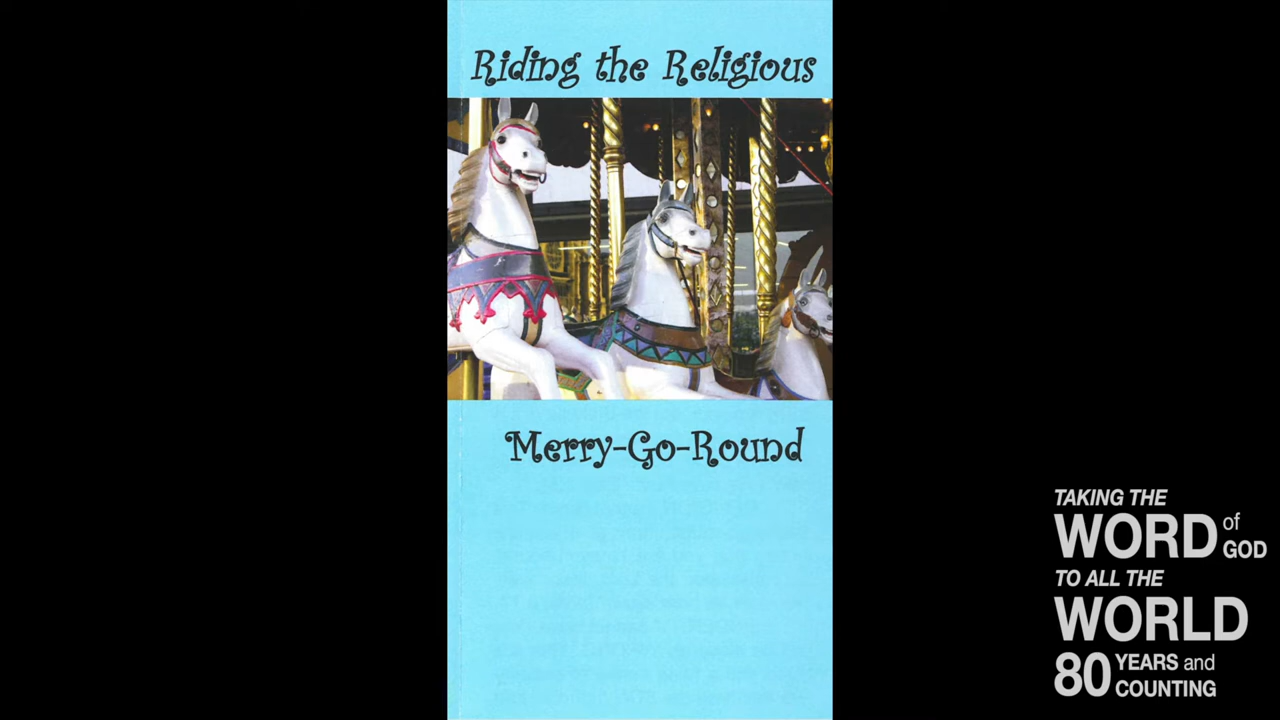 Riding the Religious
Merry-Go-Round
TAKING THE
WORD of GOD
TO ALL THE
WORLD
80 YEARS and COUNTING